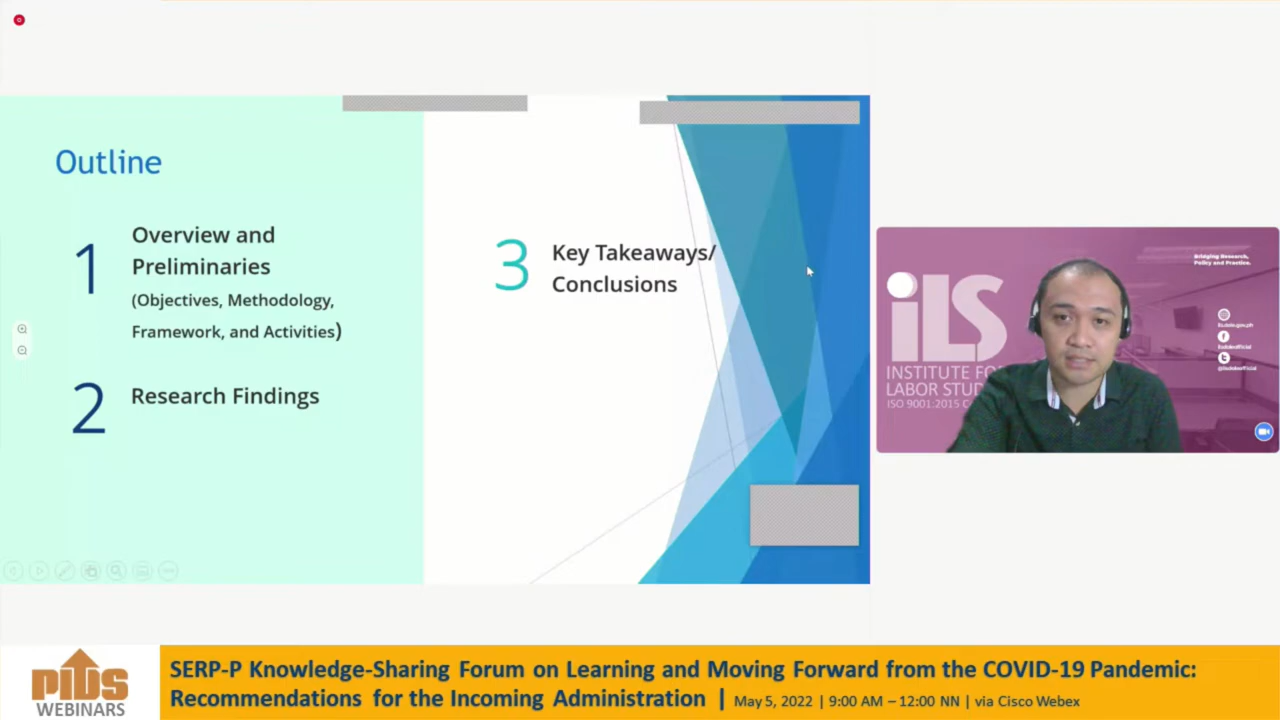 Outline
1
Overview and
Preliminaries
(Objectives, Methodology,
Framework, and Activities)
2
Research Findings
3
Key Takeaways/
Conclusions
Bridging Research,
Policy and Practice.
iLS
INSTITUTE FO
LABOR STUD
ISO 9001:2015 C
PIDS
WEBINARS
SERP-P Knowledge-Sharing Forum on Learning and Moving Forward from the COVID-19 Pandemic:
Recommendations for the Incoming Administration | May 5, 2022 | 9:00 AM – 12:00 NN | via Cisco Webex